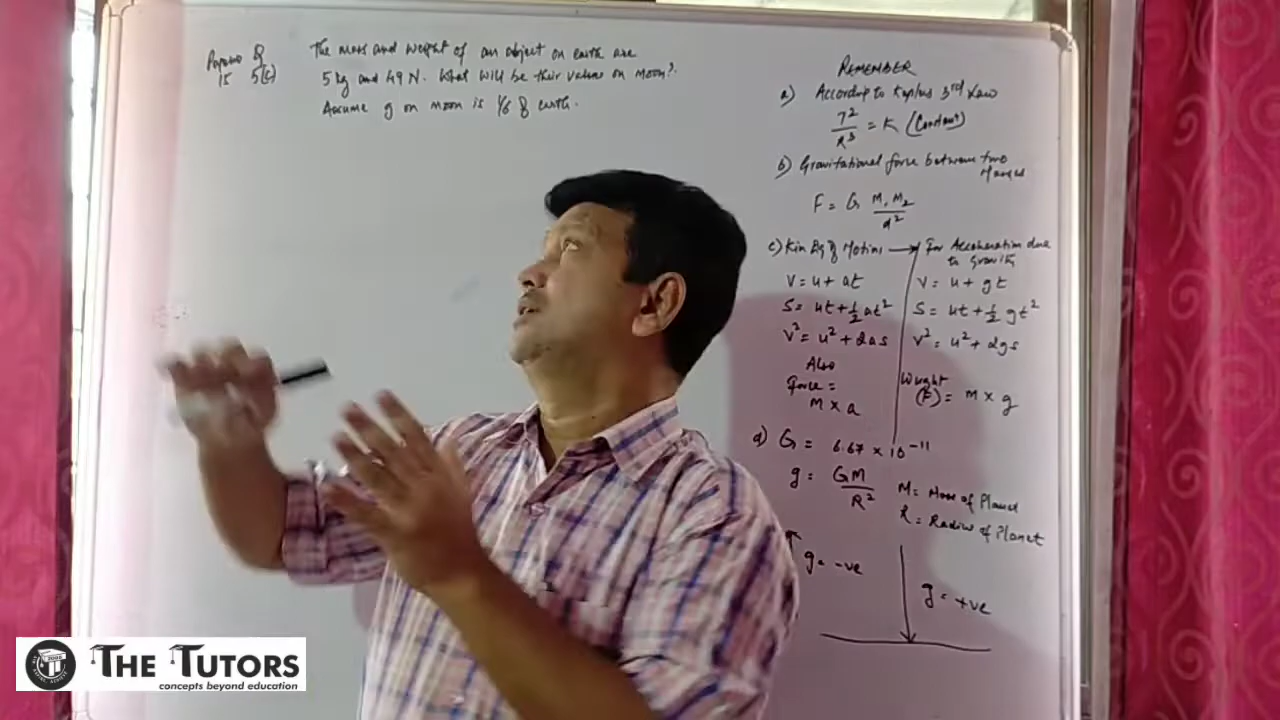 The mass and weight of an object on earth are
15 5(c) 5 kg and 49 N. What will be their values on moon?.
Assume g on moon is 1/6 of earth.
REMEMBER
a) According to Keplers 3rd Law
T²/R³ = K (Constant)
b) Gravitational force between two
Masses
F = G M₁ M₂/d²
c) Kin Eq of Motion → For Acceleration due
to Gravity
V = u + at V = u + gt
S = ut + ½ at² S = ut + ½ gt²
V² = u² + 2as V² = u² + 2gs
Also
Force = Weight
m × a (F) = m × g
d) G = 6.67 × 10⁻¹¹
g = GM/R² M = Mass of Planet
R = Radius of Planet
g = -ve
g = +ve
2006
THE TUTORS
concepts beyond education